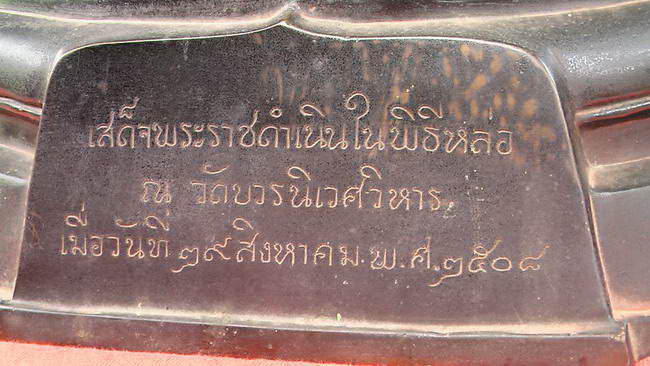 เสด็จพระราชดำเนินในพิธีหล่อ
ณ วัดบวรนิเวศวิหาร.
เมื่อวันที่ ๒๙ สิงหาคม. พ.ศ.๒๕๐๘